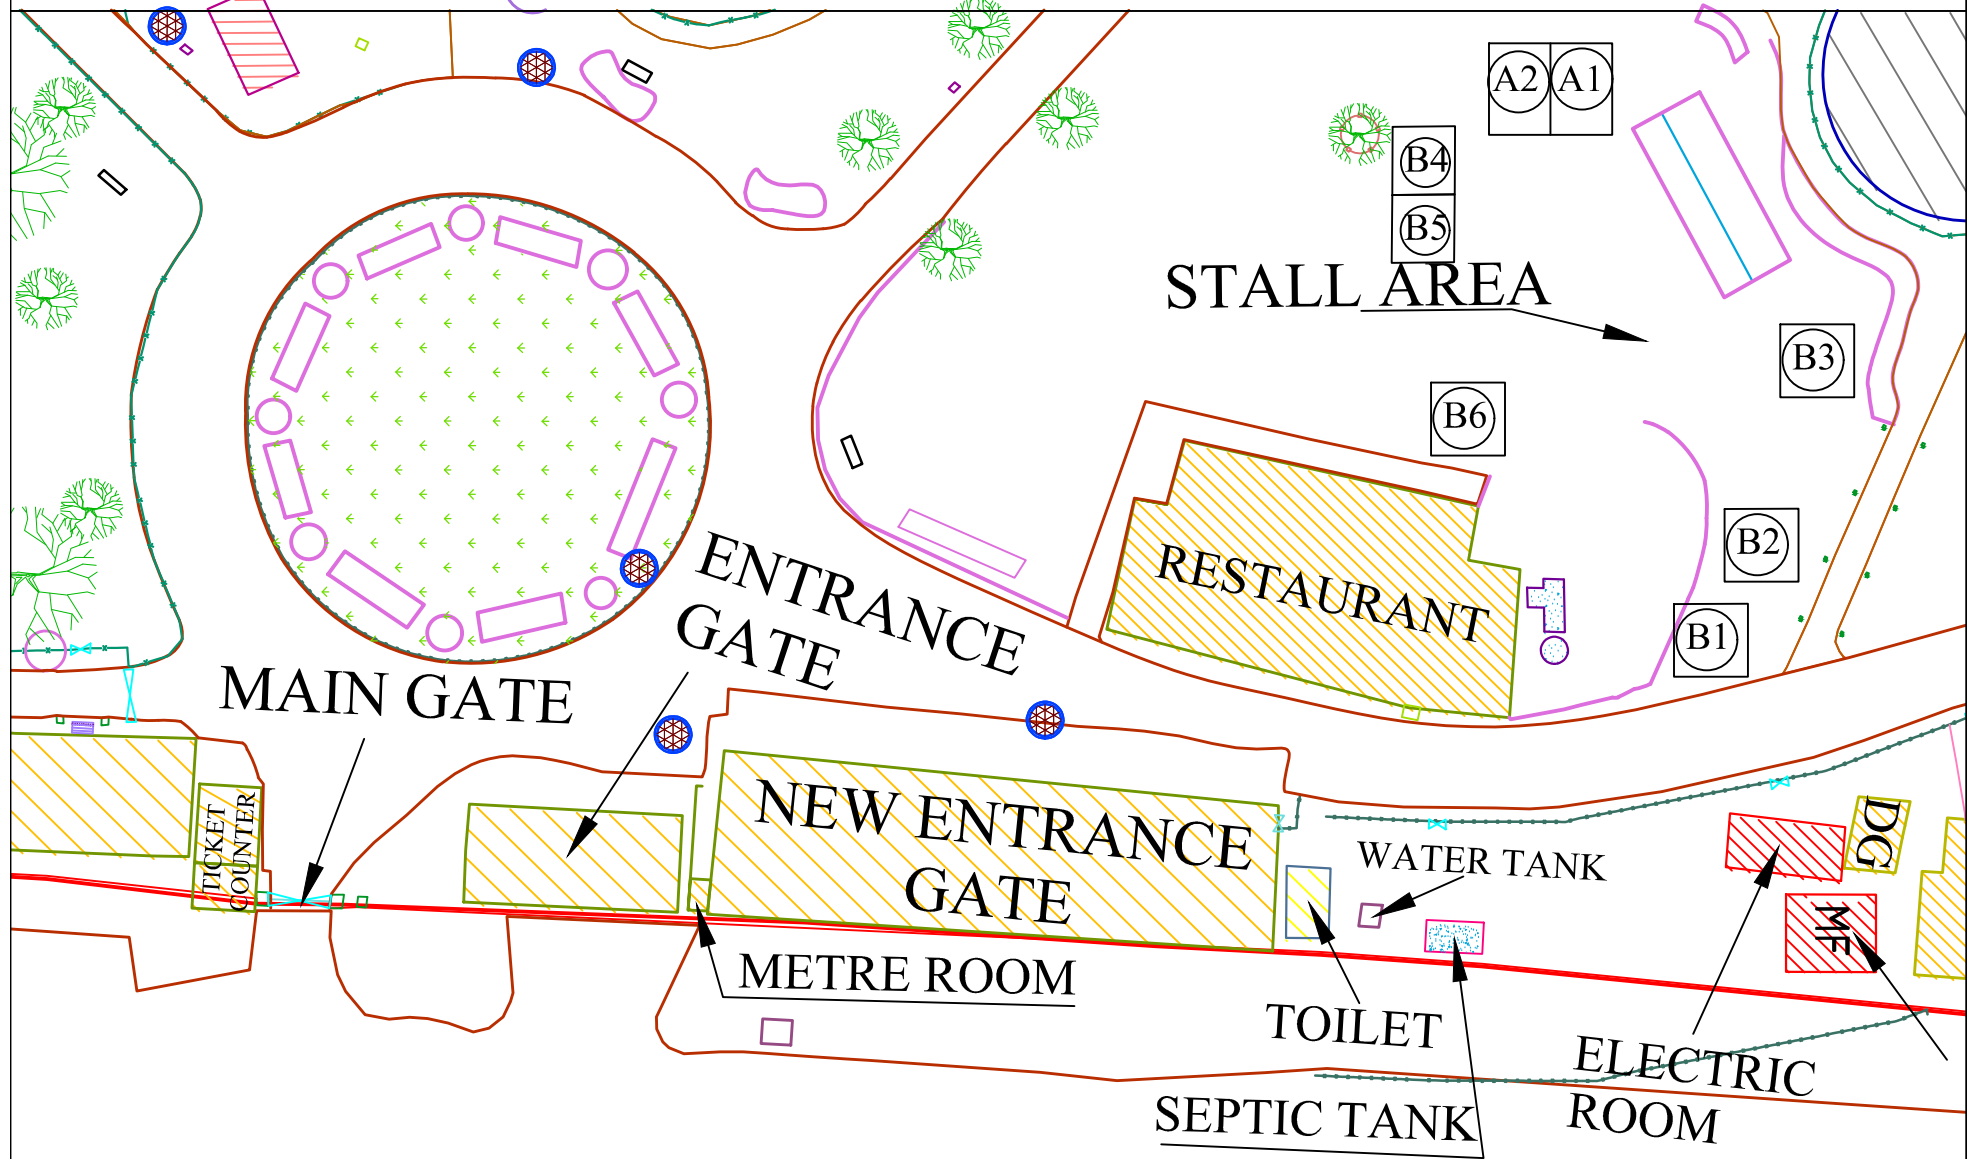 A2 A1
B4
B5
STALL AREA
B3
B6
B2
B1
RESTAURANT
ENTRANCE
GATE
MAIN GATE
TICKET
COUNTER
NEW ENTRANCE
GATE
WATER TANK
DG
MF
METRE ROOM
TOILET
ELECTRIC
ROOM
SEPTIC TANK